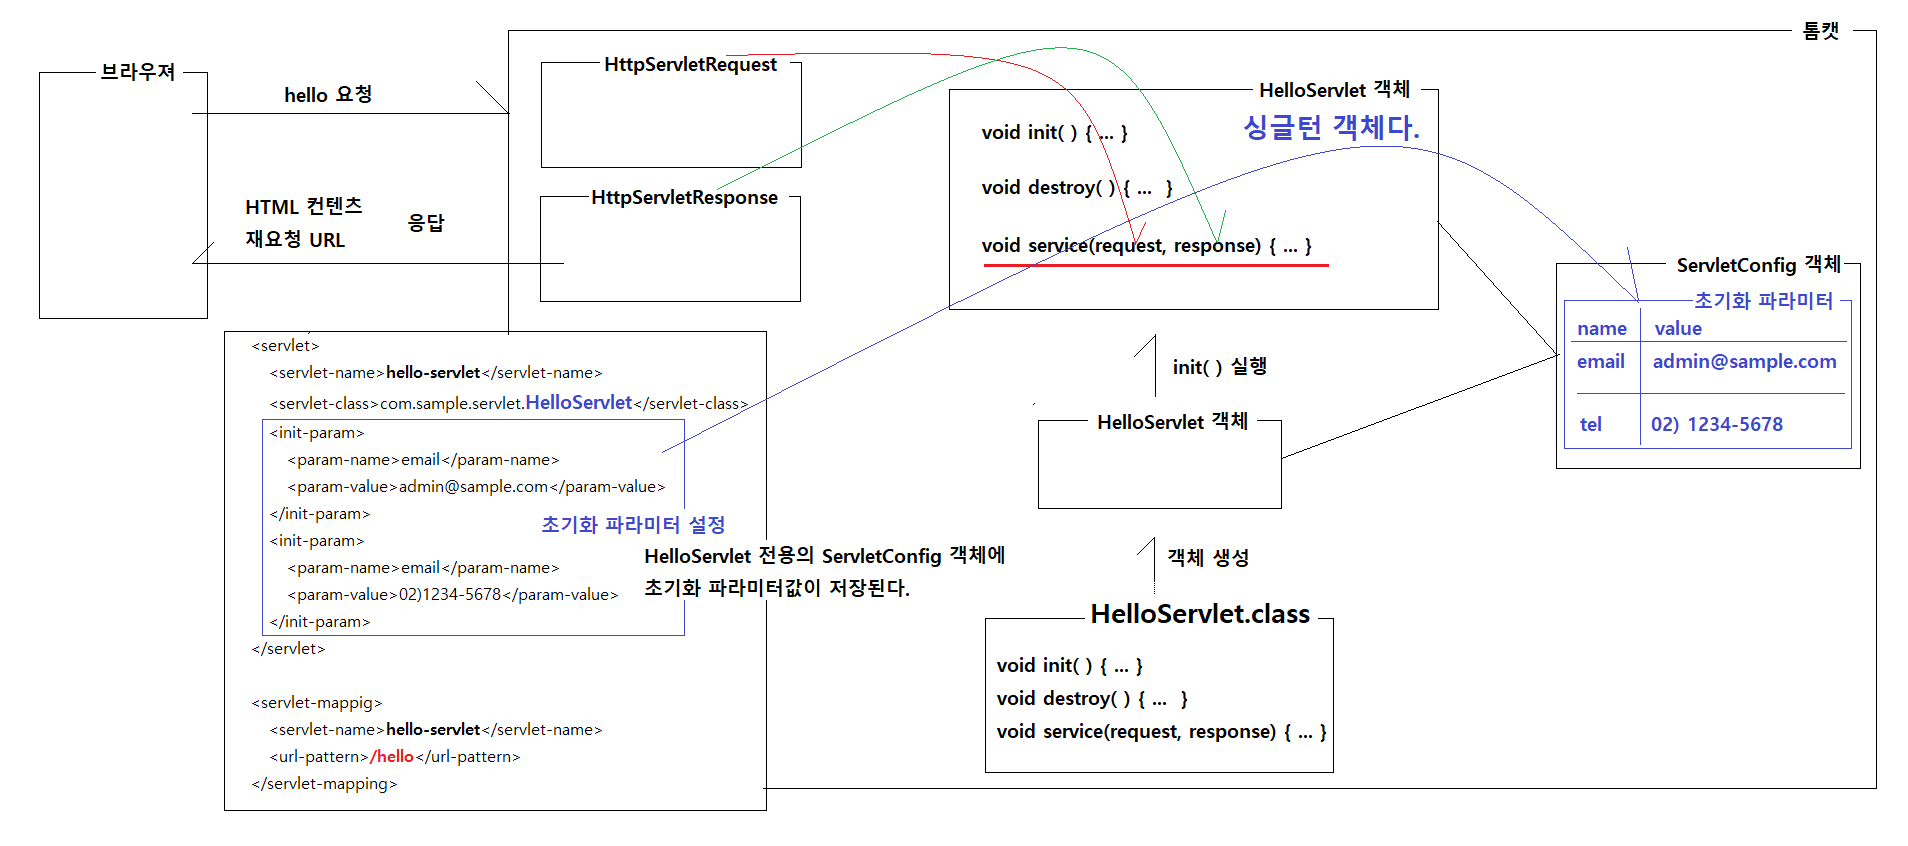 톰캣
브라우져
hello 요청
HTML 컨텐츠
재요청 URL
응답
HttpServletRequest
HttpServletResponse
HelloServlet 객체
싱글턴 객체다.
void init( ) { ... }
void destroy( ) { ...  }
void service(request, response) { ... }
ServletConfig 객체
초기화 파라미터
name value
email admin@sample.com
tel 02) 1234-5678
init( ) 실행
HelloServlet 객체
객체 생성
HelloServlet.class
void init( ) { ... }
void destroy( ) { ...  }
void service(request, response) { ... }
<servlet>
<servlet-name>hello-servlet</servlet-name>
<servlet-class>com.sample.servlet.HelloServlet</servlet-class>
<init-param>
<param-name>email</param-name>
<param-value>admin@sample.com</param-value>
</init-param>
초기화 파라미터 설정
<init-param>
<param-name>email</param-name>
<param-value>02)1234-5678</param-value>
</init-param>
</servlet>
HelloServlet 전용의 ServletConfig 객체에
초기화 파라미터값이 저장된다.
<servlet-mappig>
<servlet-name>hello-servlet</servlet-name>
<url-pattern>/hello</url-pattern>
</servlet-mapping>